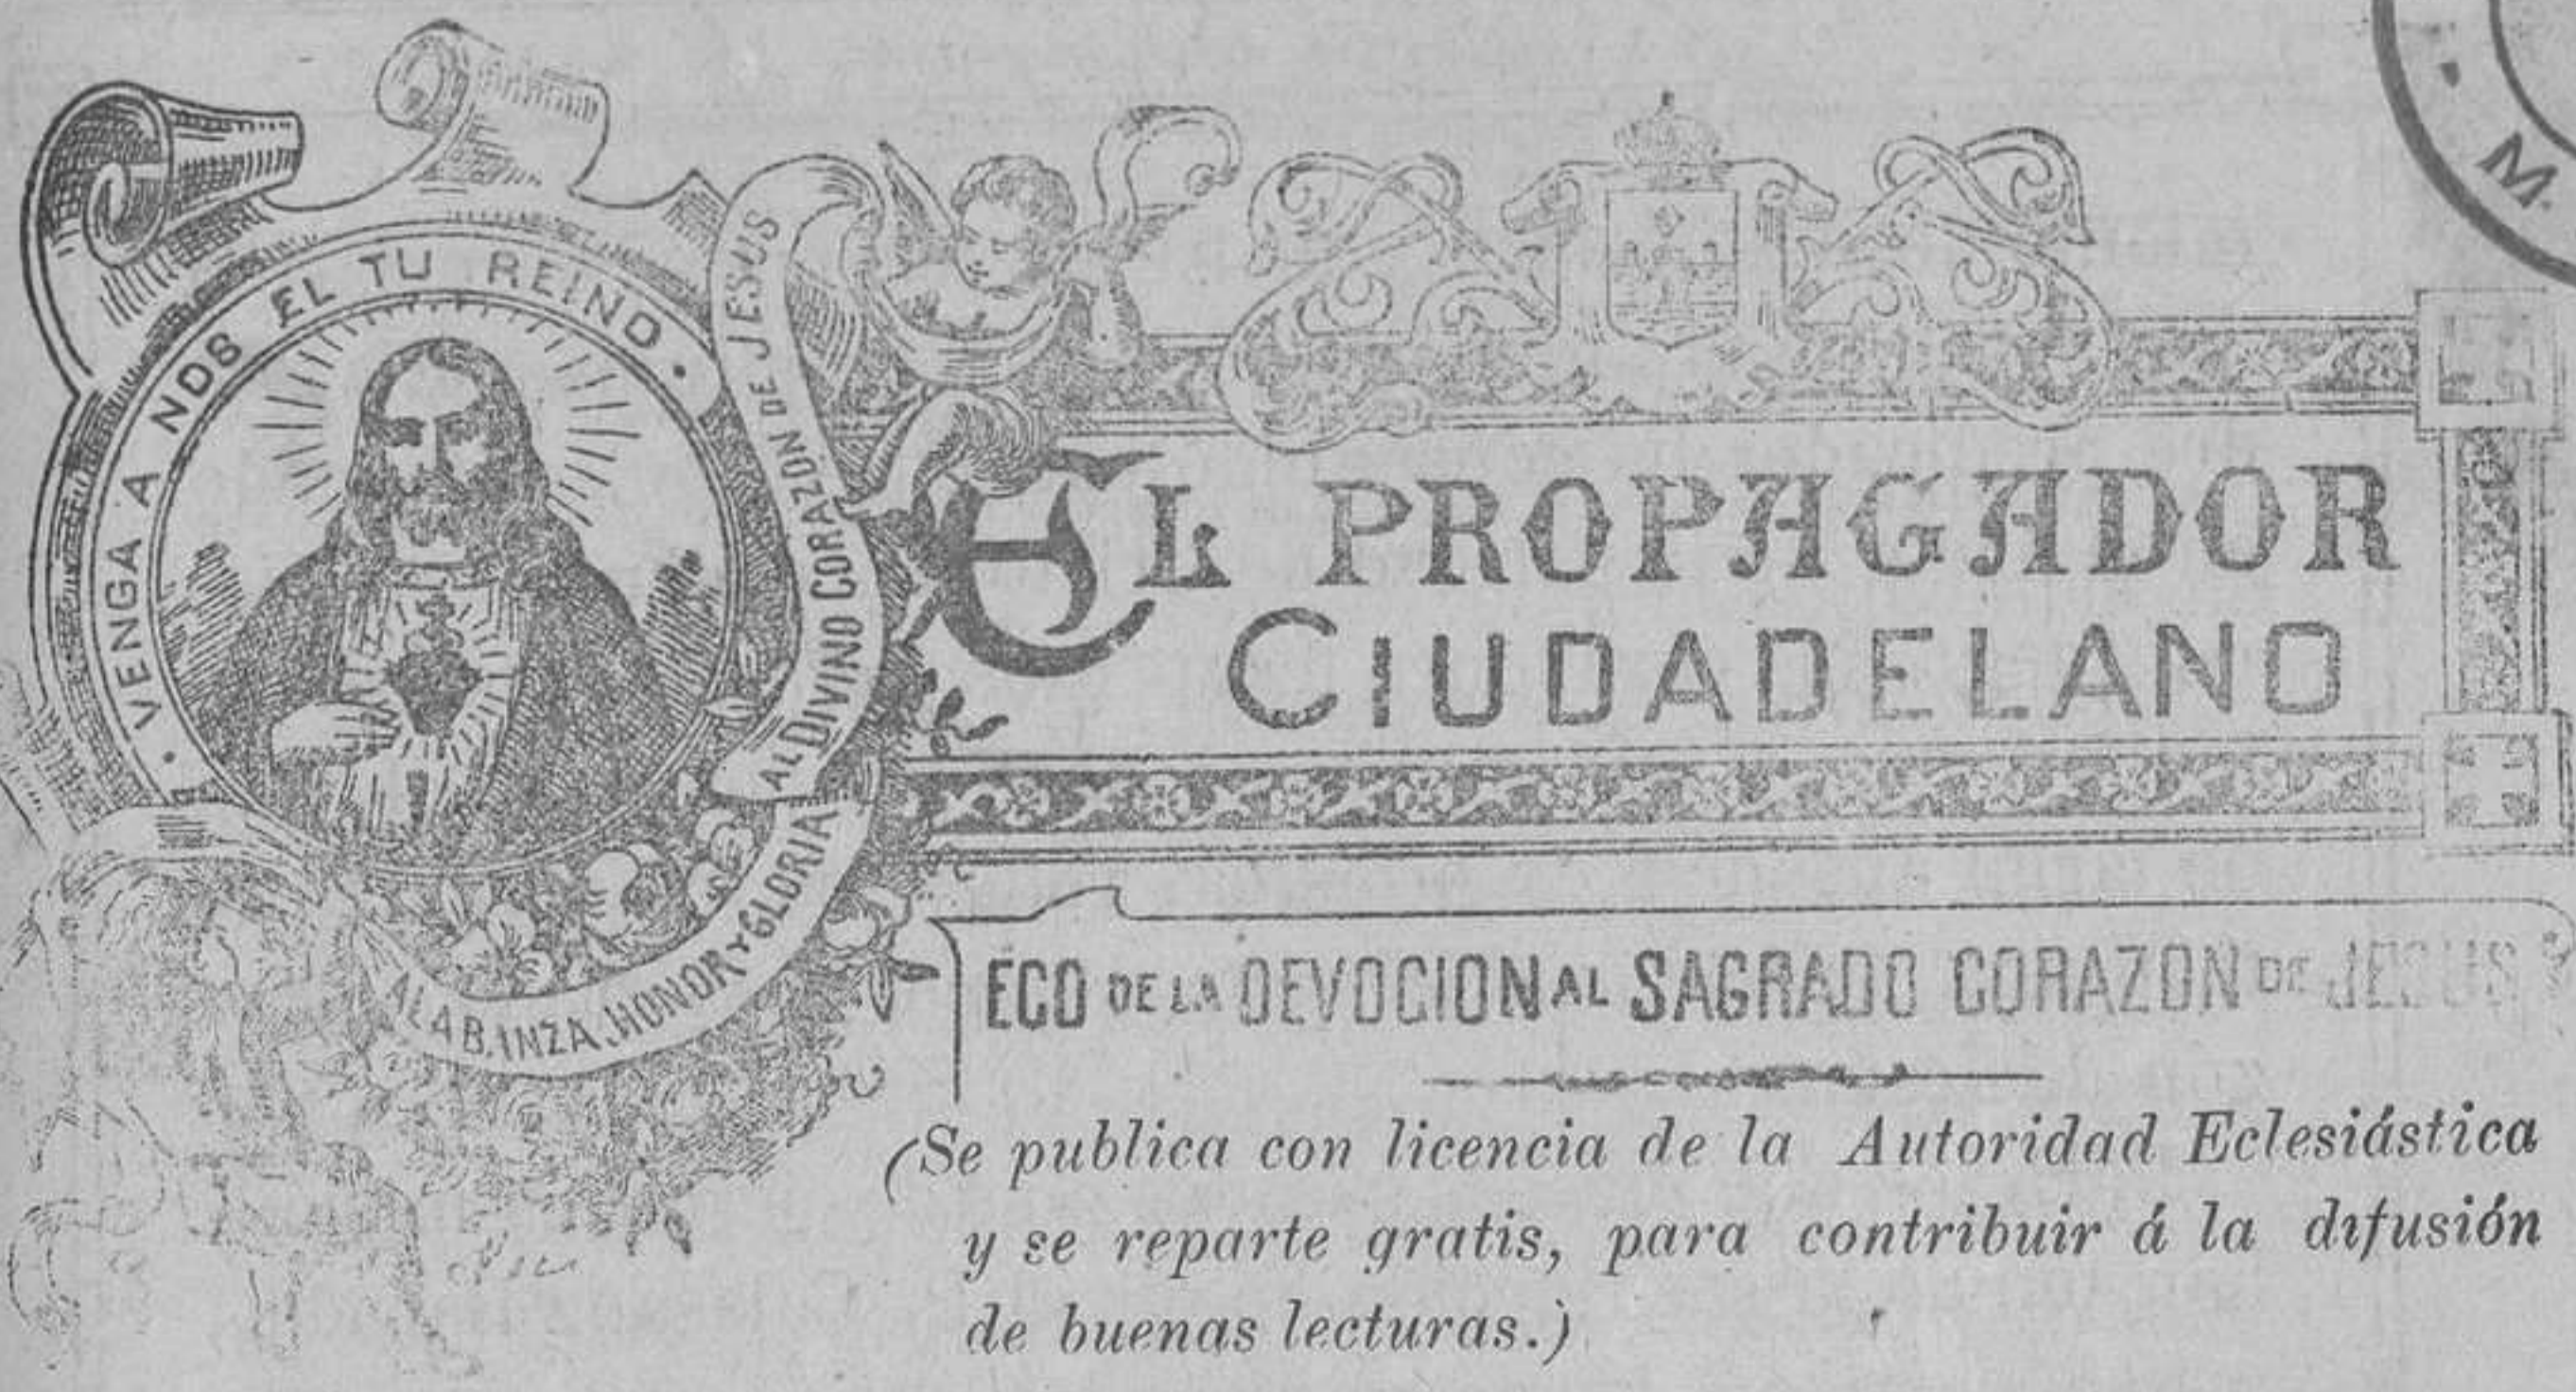 · VENGA A NOS EL TU REINO ·
ALABANZA, HONOR Y GLORIA
AL DIVINO CORAZON DE JESUS
EL PROPAGADOR
CIUDADELANO
ECO DE LA DEVOCION AL SAGRADO CORAZON DE JESUS
(Se publica con licencia de la Autoridad Eclesiástica
y se reparte gratis, para contribuir á la difusión
de buenas lecturas.)
· M.